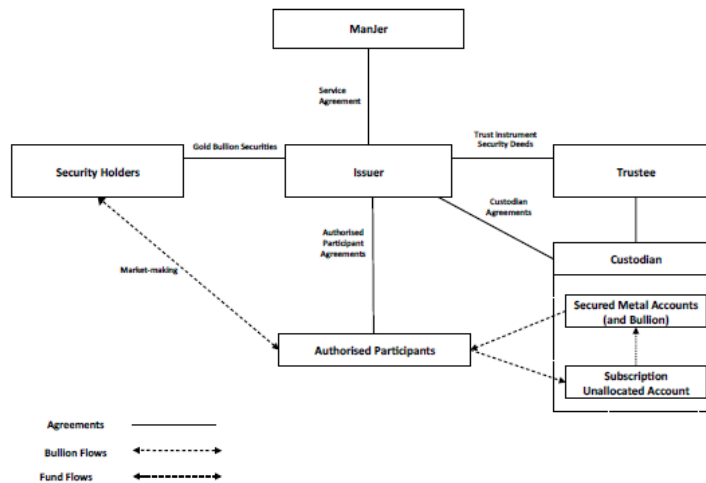 ManJer
Service
Agreement
Gold Bullion Securities
Trust Instrument
Security Deeds
Security Holders
Issuer
Trustee
Custodian
Agreements
Authorised
Participant
Agreements
Custodian
Market-making
Secured Metal Accounts
(and Bullion)
Authorised Participants
Subscription
Unallocated Account
Agreements
Bullion Flows
Fund Flows